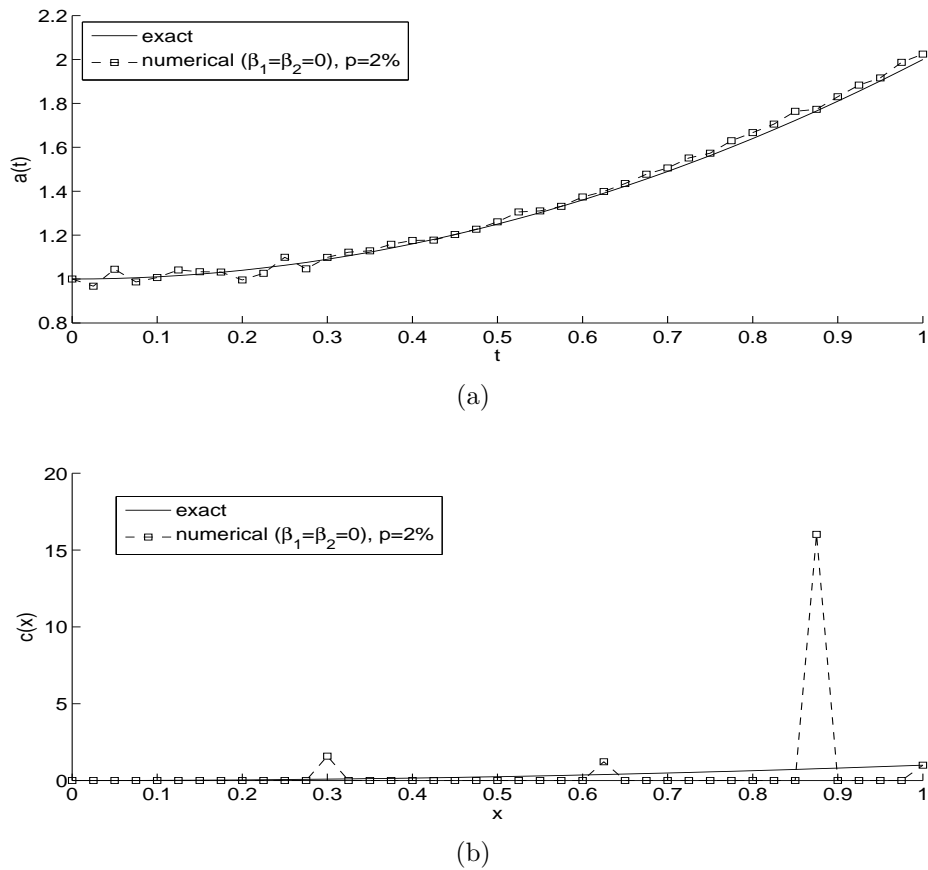 2.2
2
1.8
1.6
1.4
1.2
1
0.8
a(t)
exact
numerical (β₁=β₂=0), p=2%
0 0.1 0.2 0.3 0.4 0.5 0.6 0.7 0.8 0.9 1
t
(a)
20
15
10
5
0
c(x)
exact
numerical (β₁=β₂=0), p=2%
0 0.1 0.2 0.3 0.4 0.5 0.6 0.7 0.8 0.9 1
x
(b)